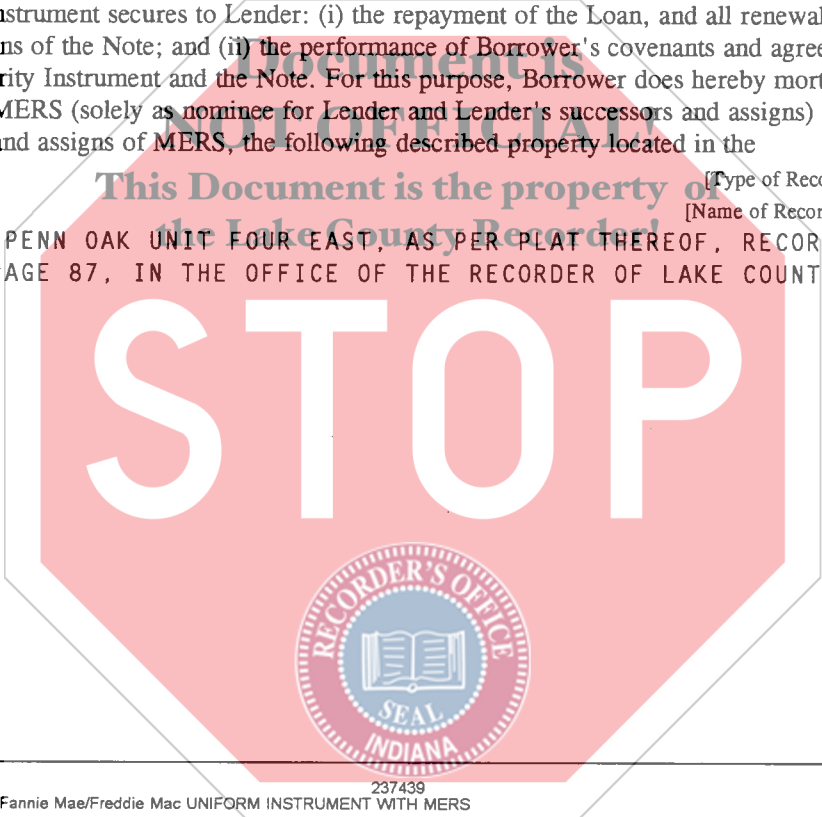 nstrument secures to Lender: (i) the repayment of the Loan, and all renewal
ns of the Note; and (ii) the performance of Borrower's covenants and agree
rity Instrument and the Note. For this purpose, Borrower does hereby mort
MERS (solely as nominee for Lender and Lender's successors and assigns)
and assigns of MERS, the following described property located in the
[Type of Reco
[Name of Recor
PENN OAK UNIT FOUR EAST, AS PER PLAT THEREOF, RECOR
AGE 87, IN THE OFFICE OF THE RECORDER OF LAKE COUNT
Document is
NOT OFFICIAL!
This Document is the property of
the Lake County Recorder!
STOP
RECORDER'S OFFICE
SEAL
INDIANA
237439
Fannie Mae/Freddie Mac UNIFORM INSTRUMENT WITH MERS